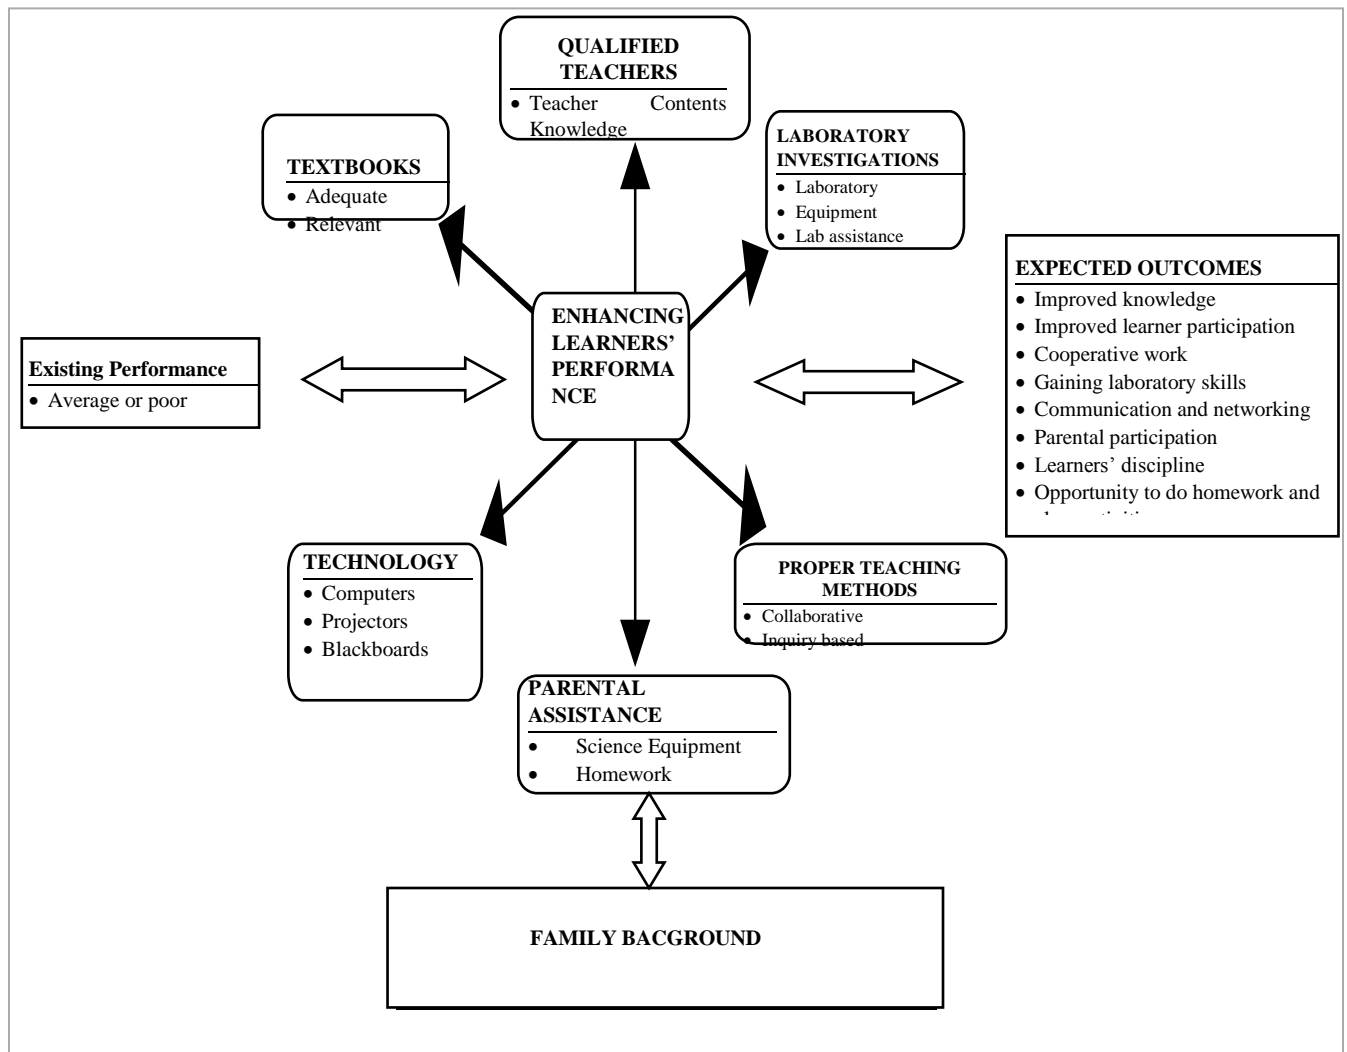 QUALIFIED
TEACHERS
• Teacher Contents
Knowledge
TEXTBOOKS
• Adequate
• Relevant
LABORATORY
INVESTIGATIONS
• Laboratory
• Equipment
• Lab assistance
EXPECTED OUTCOMES
• Improved knowledge
• Improved learner participation
• Cooperative work
• Gaining laboratory skills
• Communication and networking
• Parental participation
• Learners’ discipline
• Opportunity to do homework and
ENHANCING
LEARNERS’
PERFORMA
NCE
Existing Performance
• Average or poor
TECHNOLOGY
• Computers
• Projectors
• Blackboards
PROPER TEACHING
METHODS
• Collaborative
• Inquiry based
PARENTAL
ASSISTANCE
• Science Equipment
• Homework
FAMILY BACGROUND